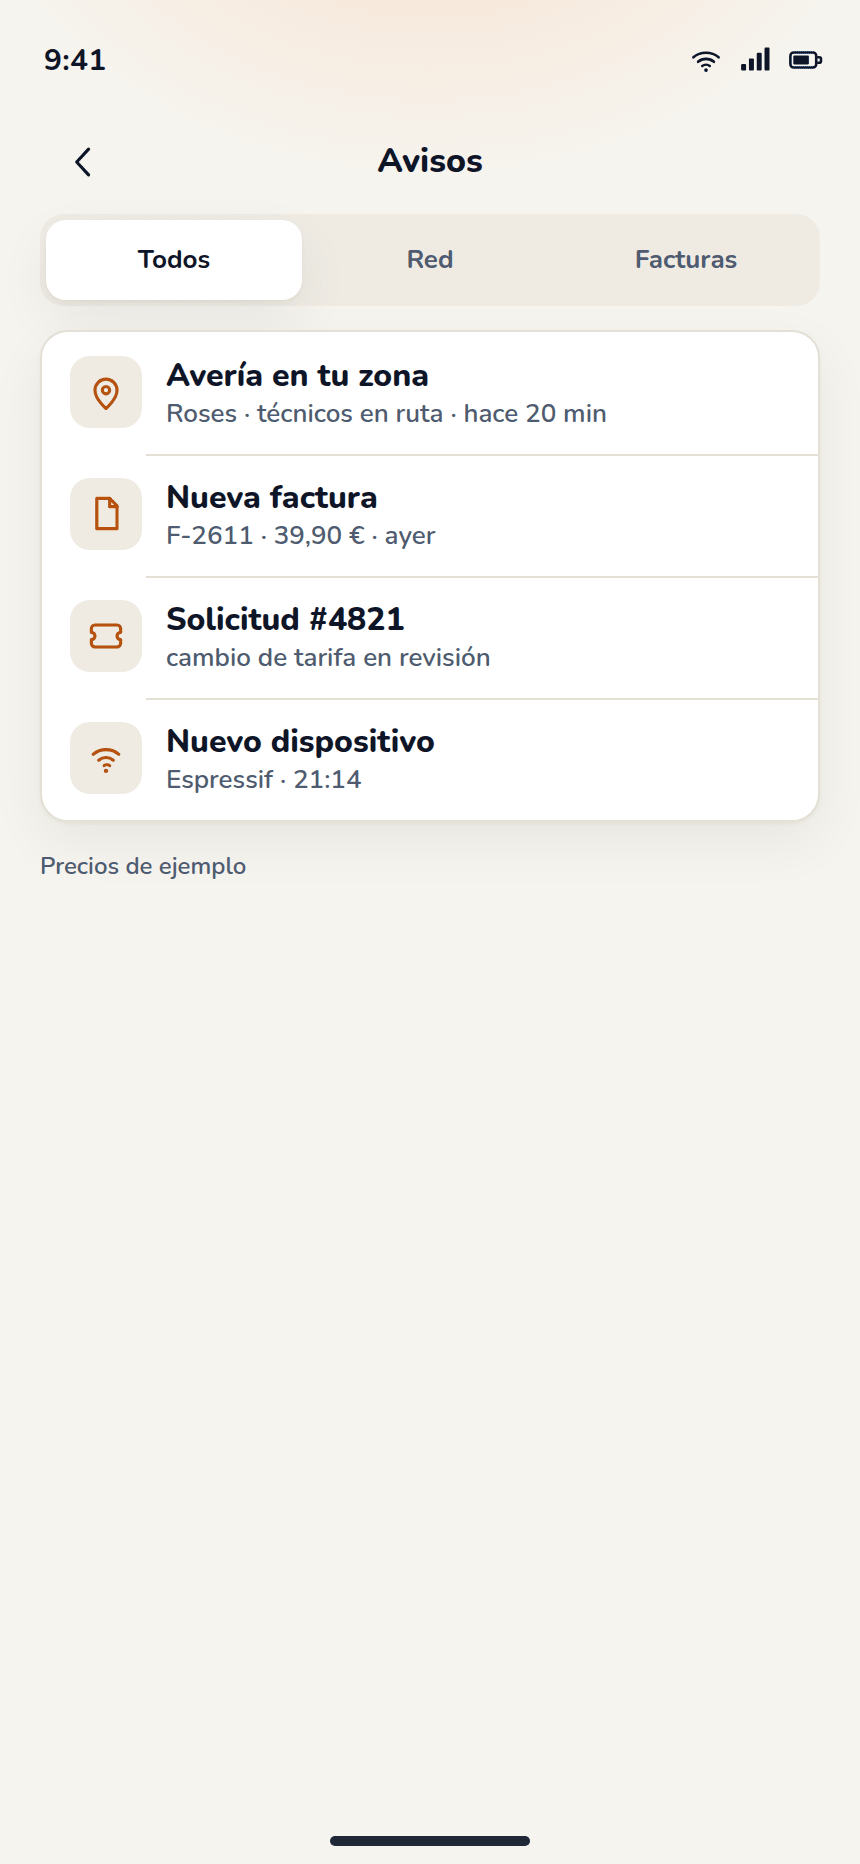 9:41
Avisos
Todos
Red
Facturas
Avería en tu zona
Roses · técnicos en ruta · hace 20 min
Nueva factura
F-2611 · 39,90 € · ayer
Solicitud #4821
cambio de tarifa en revisión
Nuevo dispositivo
Espressif · 21:14
Precios de ejemplo